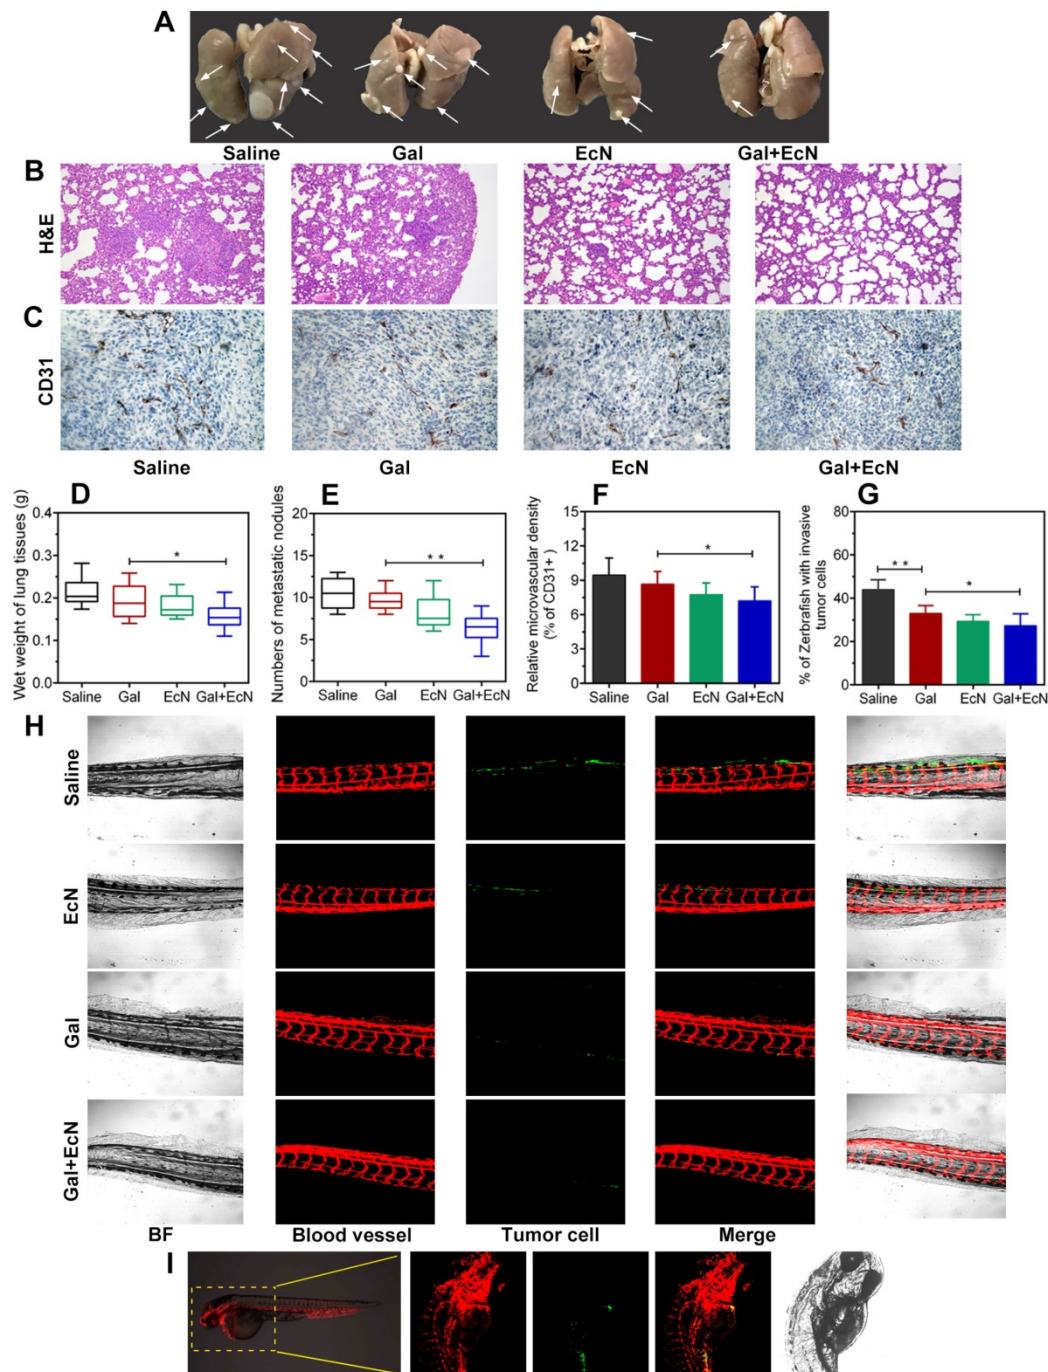 A
Saline Gal EcN Gal+EcN
B
H&E
C
CD31
Saline Gal EcN Gal+EcN
D
Wet weight of lung tissues (g)
0.4
0.3
0.2
0.1
0.0
*
Saline Gal EcN Gal+EcN
E
Numbers of metastatic nodules
20
15
10
5
0
* *
Saline Gal EcN Gal+EcN
F
Relative microvascular density
(% of CD31+)
15
12
9
6
3
0
*
Saline Gal EcN Gal+EcN
G
% of Zerbrafish with invasive
tumor cells
80
60
40
20
0
* *
*
Saline Gal EcN Gal+EcN
H
Saline
EcN
Gal
Gal+EcN
BF Blood vessel Tumor cell Merge
I